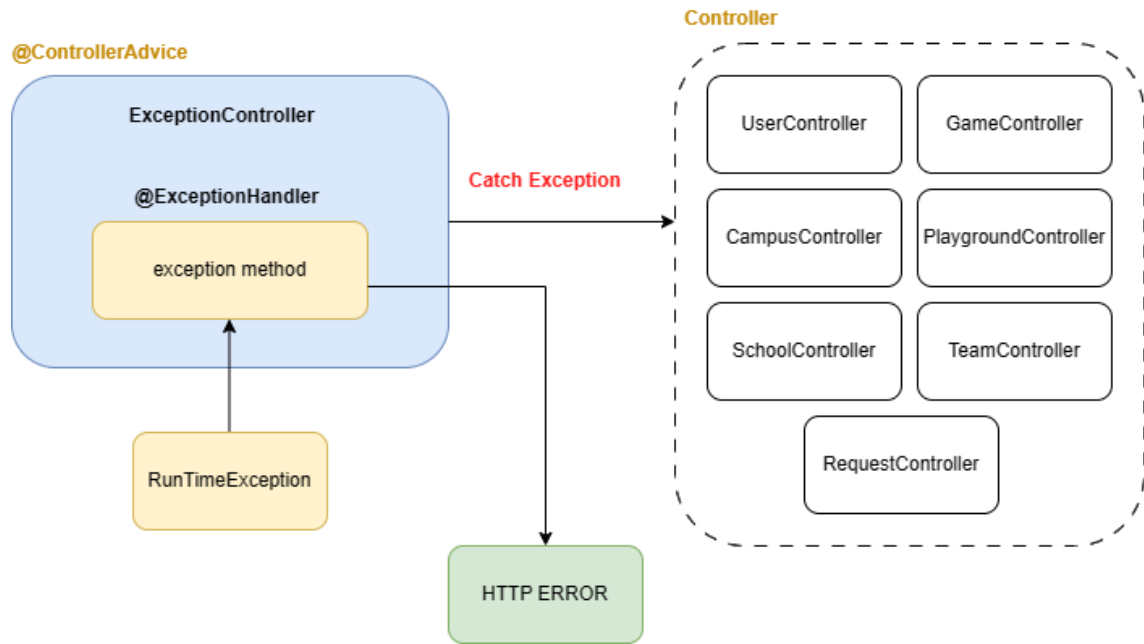 Controller
@ControllerAdvice
ExceptionController
@ExceptionHandler
exception method
Catch Exception
RunTimeException
HTTP ERROR
UserController
GameController
CampusController
PlaygroundController
SchoolController
TeamController
RequestController